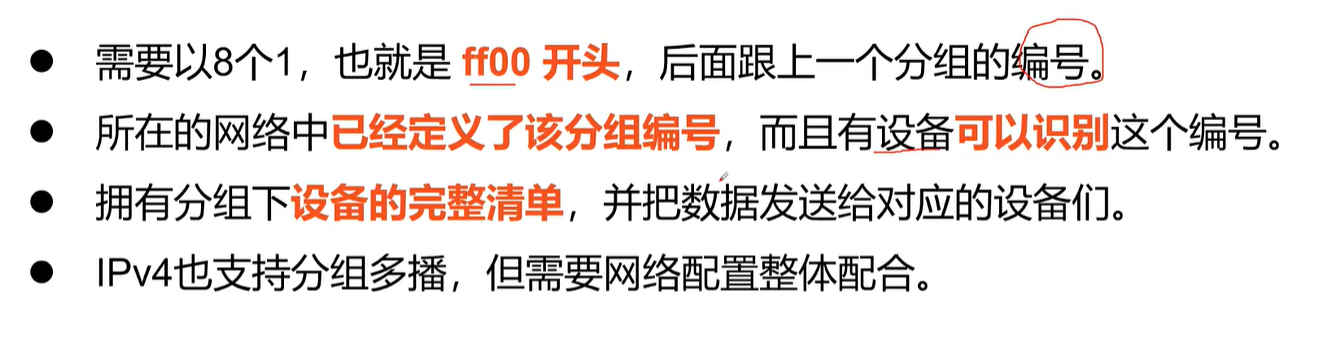 ● 需要以8个1，也就是 ff00 开头，后面跟上一个分组的编号。
● 所在的网络中已经定义了该分组编号，而且有设备可以识别这个编号。
● 拥有分组下设备的完整清单，并把数据发送给对应的设备们。
● IPv4也支持分组多播，但需要网络配置整体配合。